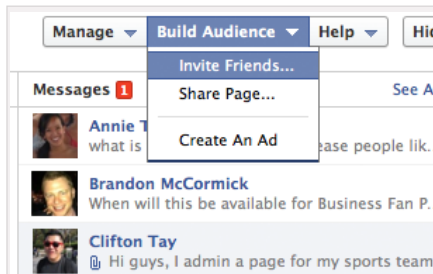 Manage Build Audience Help Hid
Invite Friends...
Messages 1 Share Page... See A
Annie T
what is Create An Ad ease people lik.
Brandon McCormick
When will this be available for Business Fan P.
Clifton Tay
Hi guys, I admin a page for my sports team